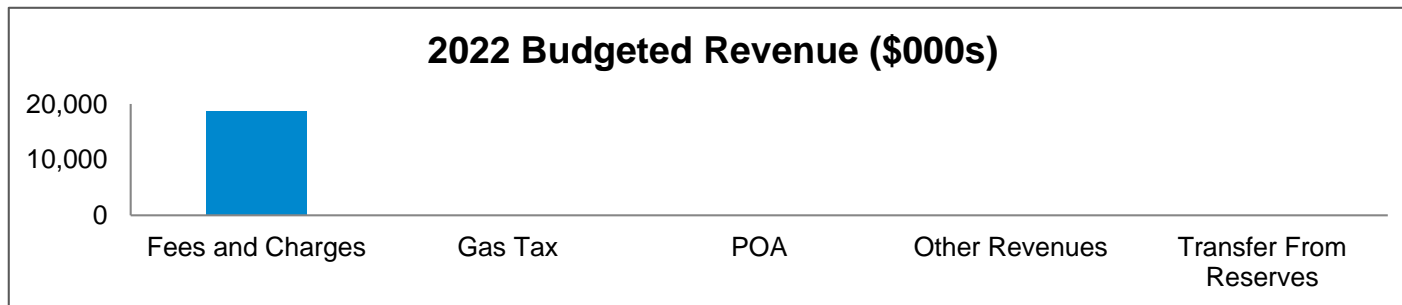 2022 Budgeted Revenue ($000s)
20,000
10,000
0
Fees and Charges
Gas Tax
POA
Other Revenues
Transfer From
Reserves